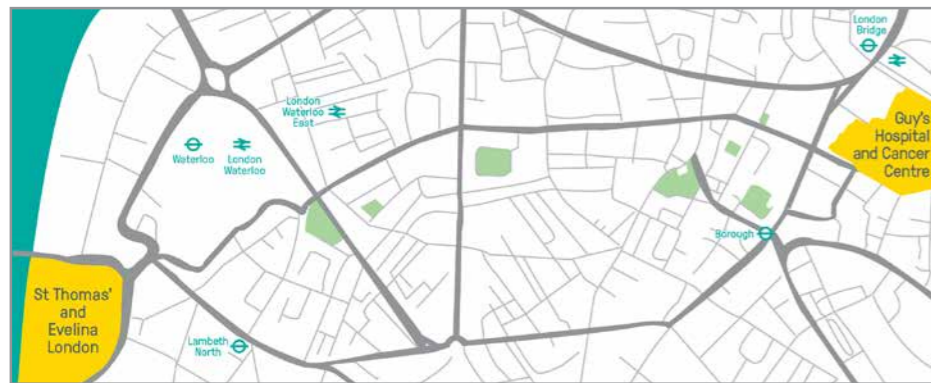 London
Bridge
London
Waterloo
East
Guy's
Hospital
and Cancer
Centre
Waterloo
London
Waterloo
Borough
St Thomas'
and
Evelina
London
Lambeth
North